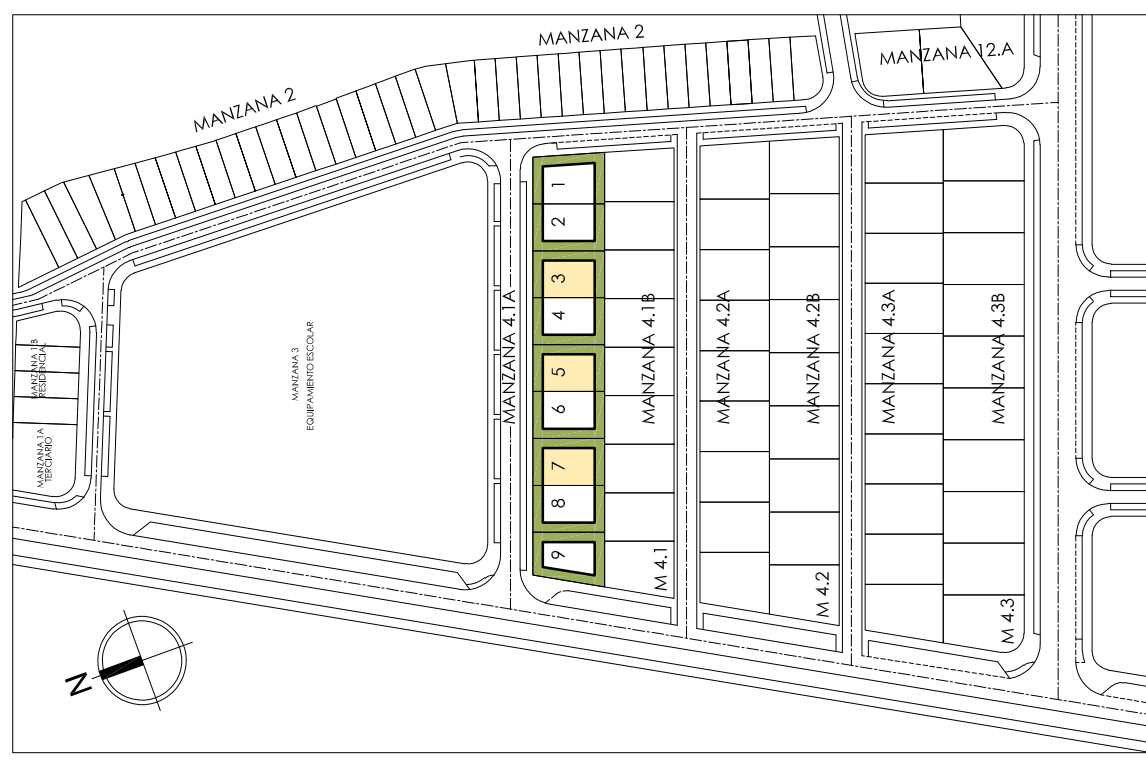 MANZANA 2
MANZANA 2
MANZANA 12.A
MANZANA 1B
RESIDENCIAL
MANZANA 1A
TERCIARIO
MANZANA 3
EQUIPAMIENTO ESCOLAR
MANZANA 4.1A
1
2
3
4
5
6
7
8
9
MANZANA 4.1B
M 4.1
MANZANA 4.2A
MANZANA 4.2B
M 4.2
MANZANA 4.3A
MANZANA 4.3B
M 4.3
N